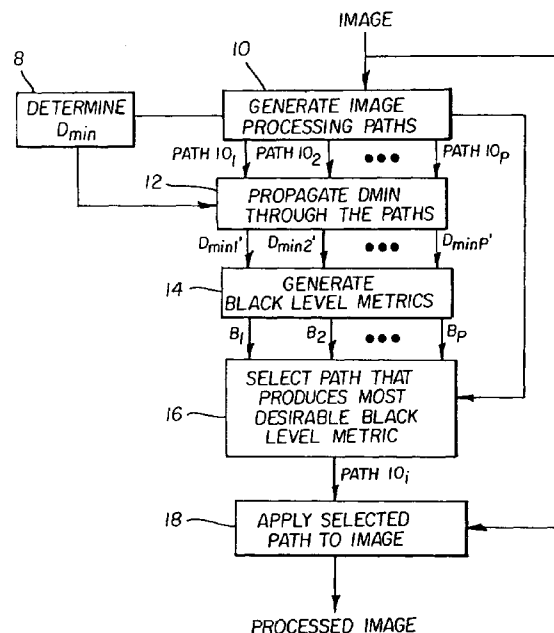 IMAGE
8
10
DETERMINE
Dmin
GENERATE IMAGE
PROCESSING PATHS
PATH 10₁ PATH 10₂ ••• PATH 10P
12
PROPAGATE DMIN
THROUGH THE PATHS
Dmin1' Dmin2' ••• DminP'
14
GENERATE
BLACK LEVEL METRICS
B₁ B₂ ••• BP
16
SELECT PATH THAT
PRODUCES MOST
DESIRABLE BLACK
LEVEL METRIC
PATH 10i
18
APPLY SELECTED
PATH TO IMAGE
PROCESSED IMAGE